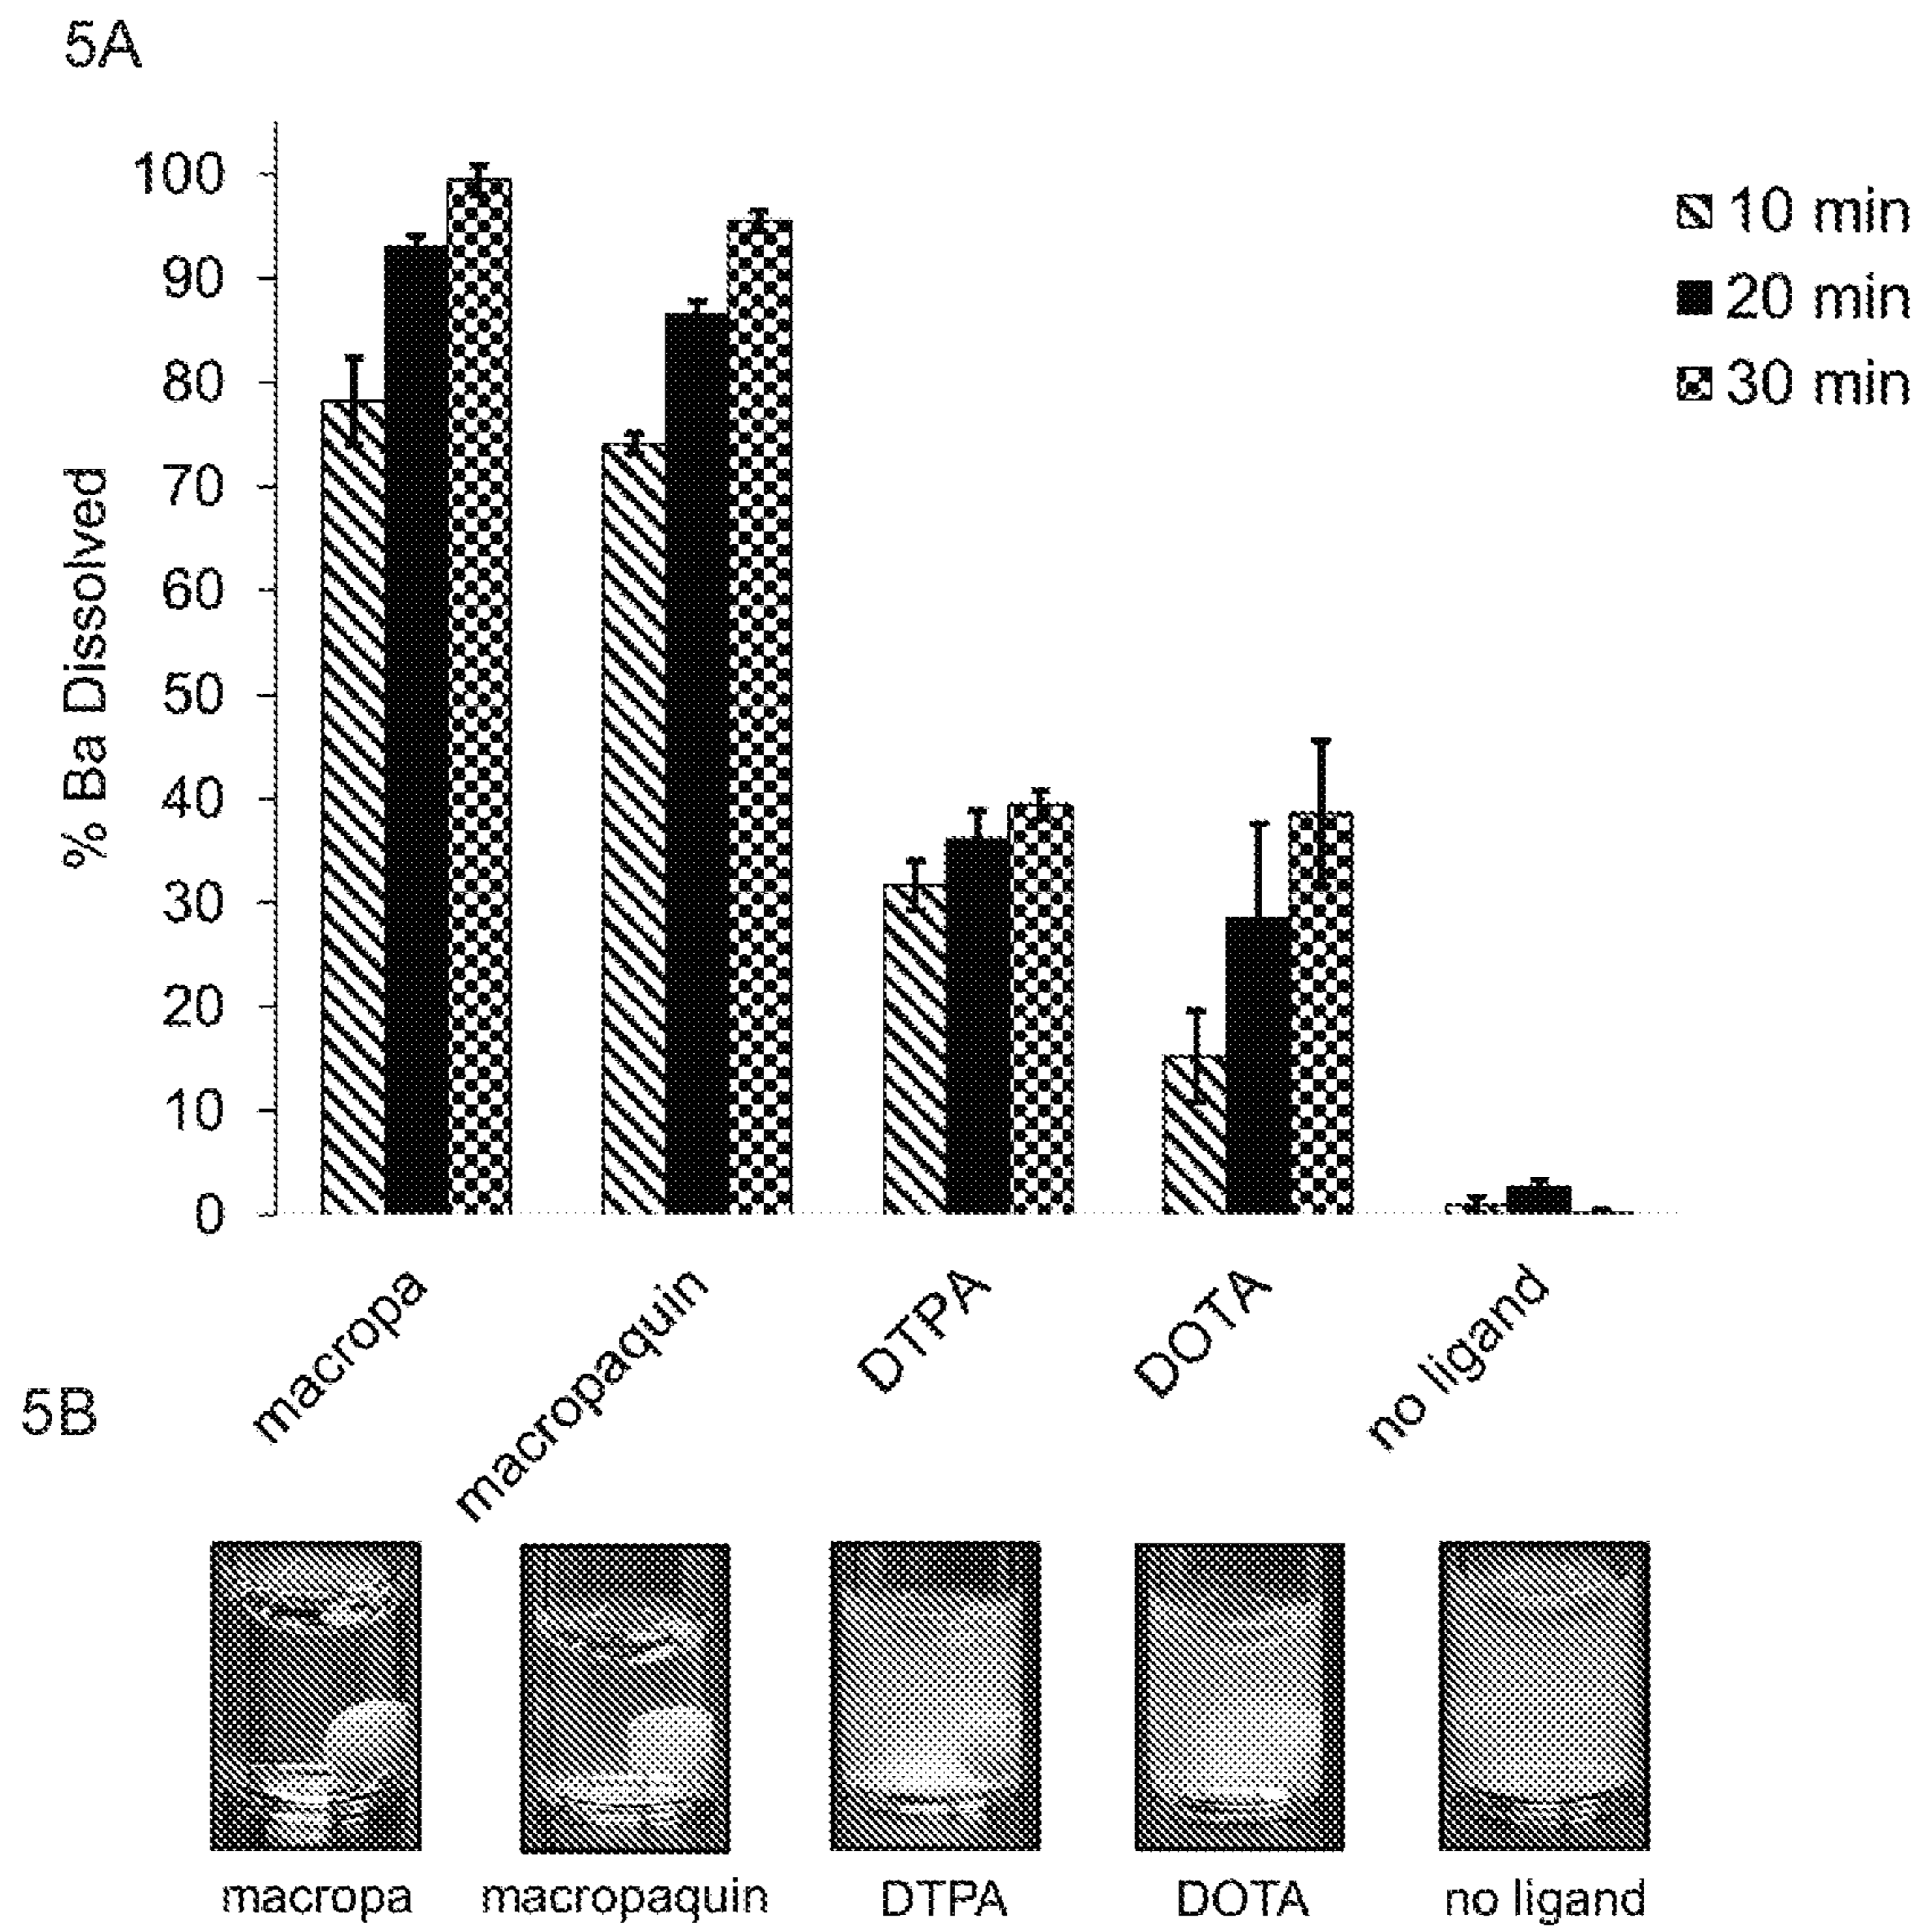 5A
% Ba Dissolved
100
90
80
70
60
50
40
30
20
10
0
10 min
20 min
30 min
macropa
macropaquin
DTPA
DOTA
no ligand
5B
macropa
macropaquin
DTPA
DOTA
no ligand